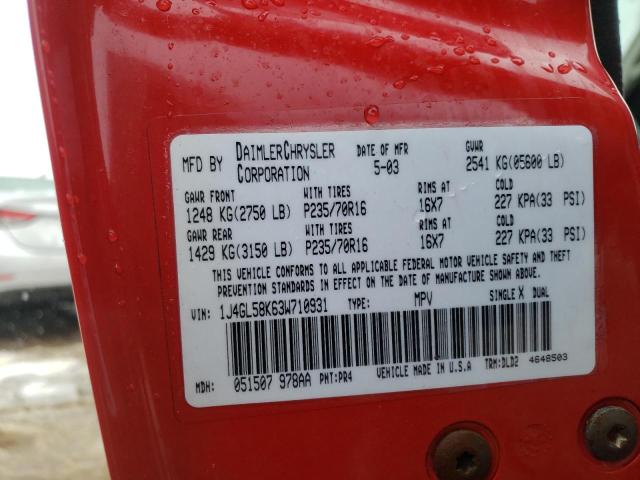 MFD BY DAIMLERCHRYSLER CORPORATION DATE OF MFR 5-03 GVWR 2541 KG(05600 LB)
GAWR FRONT WITH TIRES RIMS AT COLD
1248 KG(2750 LB) P235/70R16 16X7 227 KPA(33 PSI)
GAWR REAR WITH TIRES RIMS AT COLD
1429 KG(3150 LB) P235/70R16 16X7 227 KPA(33 PSI)
THIS VEHICLE CONFORMS TO ALL APPLICABLE FEDERAL MOTOR VEHICLE SAFETY AND THEFT
PREVENTION STANDARDS IN EFFECT ON THE DATE OF MANUFACTURE SHOWN ABOVE.
VIN: 1J4GL58K63W710931 TYPE: MPV SINGLE X DUAL
MDH: 051507 978AA PNT:PR4 VEHICLE MADE IN U.S.A TRM:DLD2 4648503